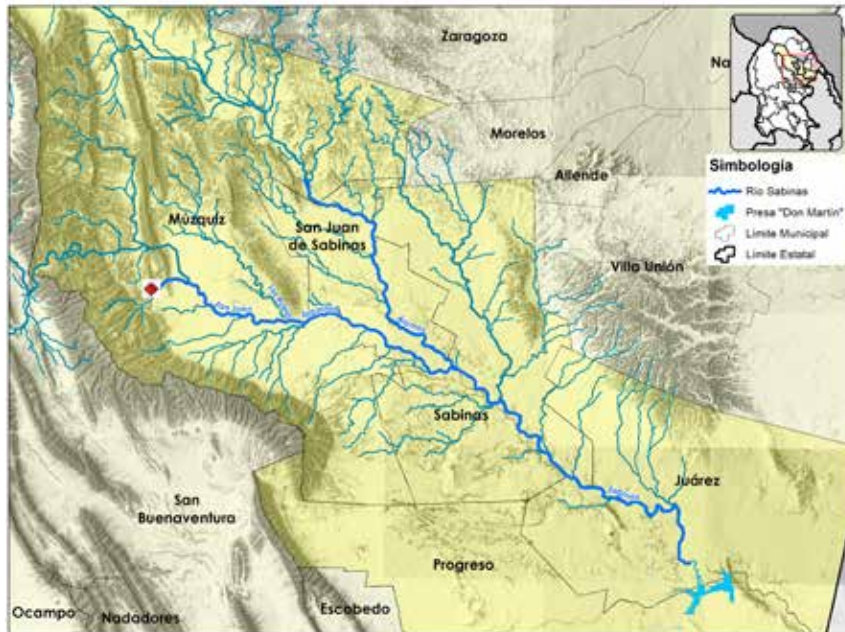 Zaragoza
Na
Morelos
Allende
Simbología
Río Sabinas
Presa "Don Martín"
Límite Municipal
Límite Estatal
Múzquiz
San Juan
de Sabinas
Villa Unión
Sabinas
Juárez
San
Buenaventura
Progreso
Ocampo
Nadadores
Escobedo